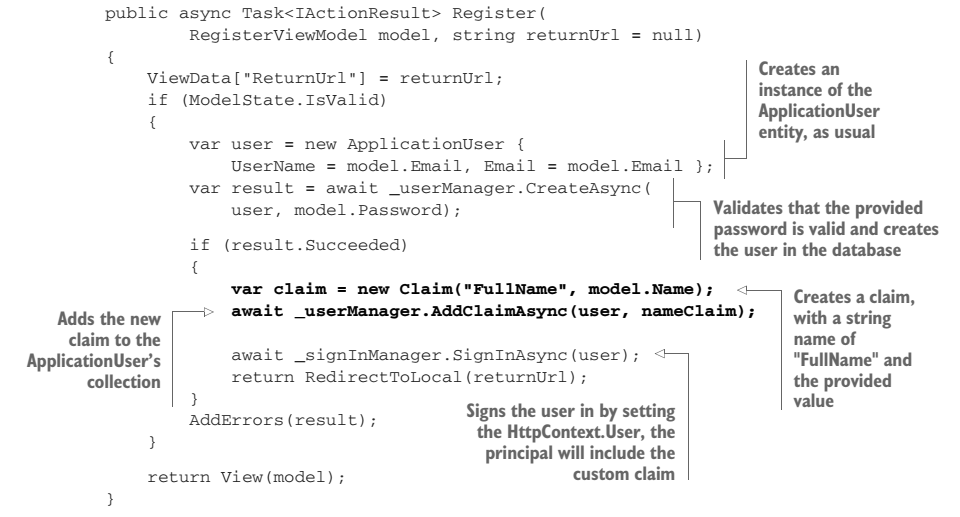 public async Task<IActionResult> Register(
RegisterViewModel model, string returnUrl = null)
{
ViewData["ReturnUrl"] = returnUrl;
if (ModelState.IsValid)
{
var user = new ApplicationUser {
UserName = model.Email, Email = model.Email };
Creates an
instance of the
ApplicationUser
entity, as usual
var result = await _userManager.CreateAsync(
user, model.Password);
Validates that the provided
password is valid and creates
the user in the database
if (result.Succeeded)
{
var claim = new Claim("FullName", model.Name);
Creates a claim,
with a string
name of
"FullName" and
the provided
value
await _userManager.AddClaimAsync(user, nameClaim);
Adds the new
claim to the
ApplicationUser's
collection
await _signInManager.SignInAsync(user);
return RedirectToLocal(returnUrl);
}
Signs the user in by setting
the HttpContext.User, the
principal will include the
custom claim
AddErrors(result);
}
return View(model);
}